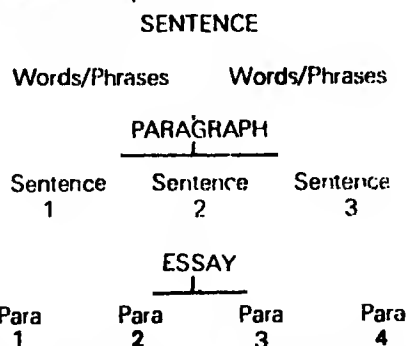 SENTENCE
Words/Phrases Words/Phrases
PARAGRAPH
Sentence Sentence Sentence
1 2 3
ESSAY
Para Para Para Para
1 2 3 4